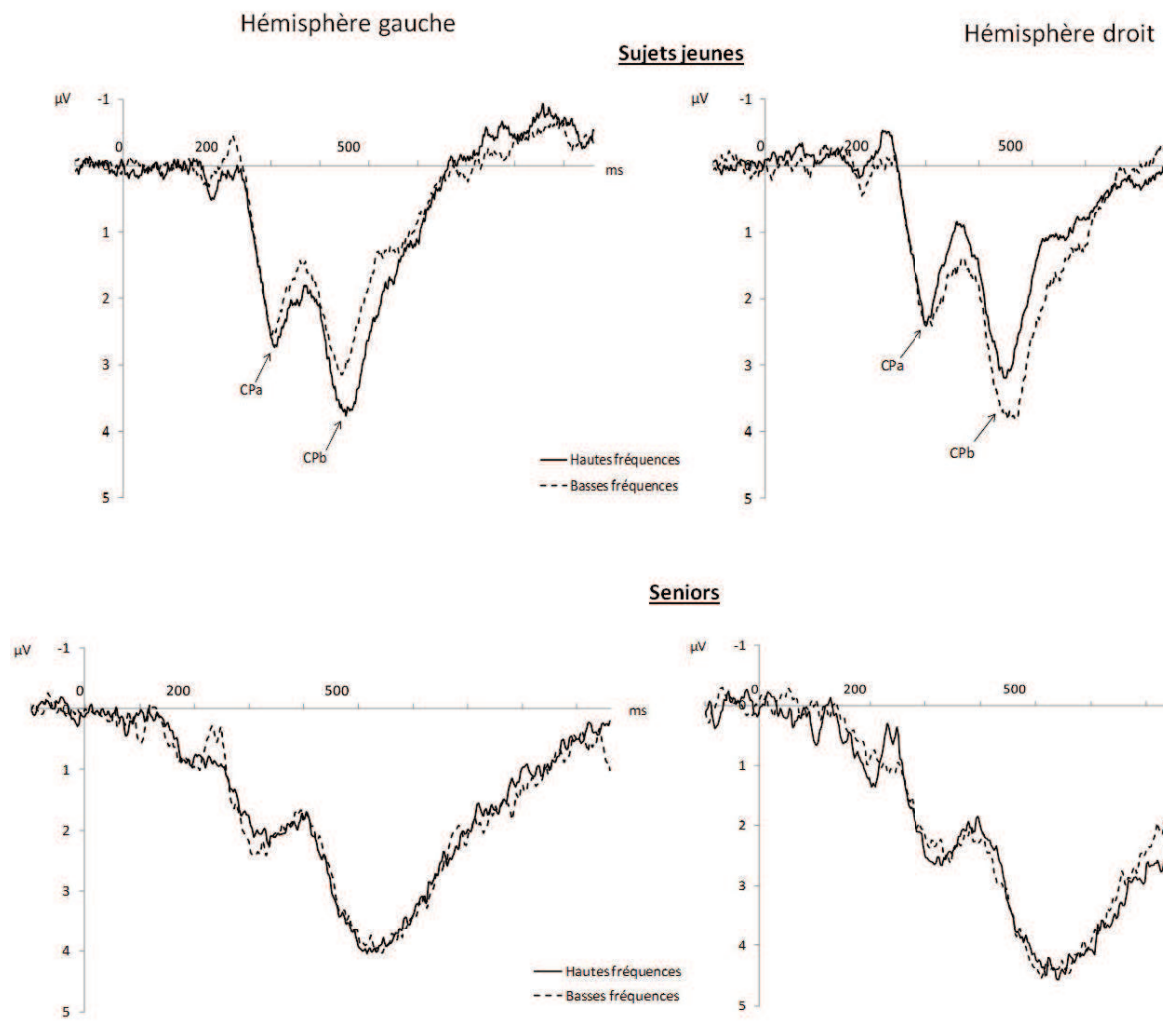 Hémisphère gauche
Hémisphère droit
Sujets jeunes
µV -1
0 200 500
ms
1
2
3
4
5
CPa
CPb
Hautes fréquences
Basses fréquences
µV -1
0 200 500
1
2
3
4
5
CPa
CPb
Seniors
µV -1
0 200 500
ms
1
2
3
4
5
Hautes fréquences
Basses fréquences
µV -1
0 200 500
0
1
2
3
4
5